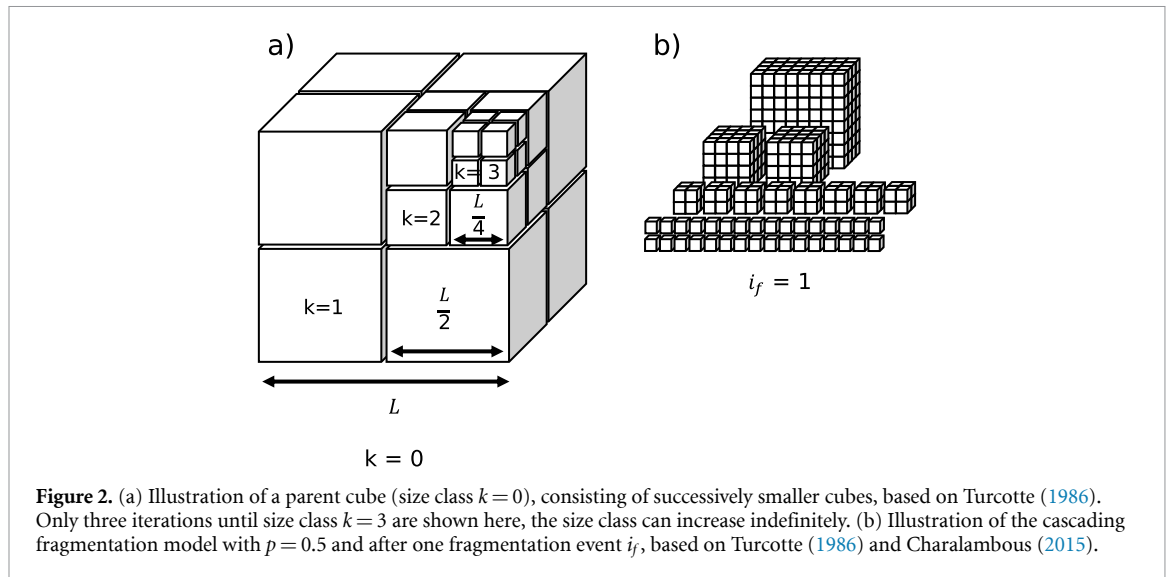 a)
b)
k= 3
k=2
L
4
k=1
L
2
i_f = 1
L
k = 0
Figure 2. (a) Illustration of a parent cube (size class k = 0), consisting of successively smaller cubes, based on Turcotte (1986).
Only three iterations until size class k = 3 are shown here, the size class can increase indefinitely. (b) Illustration of the cascading
fragmentation model with p = 0.5 and after one fragmentation event i_f, based on Turcotte (1986) and Charalambous (2015).